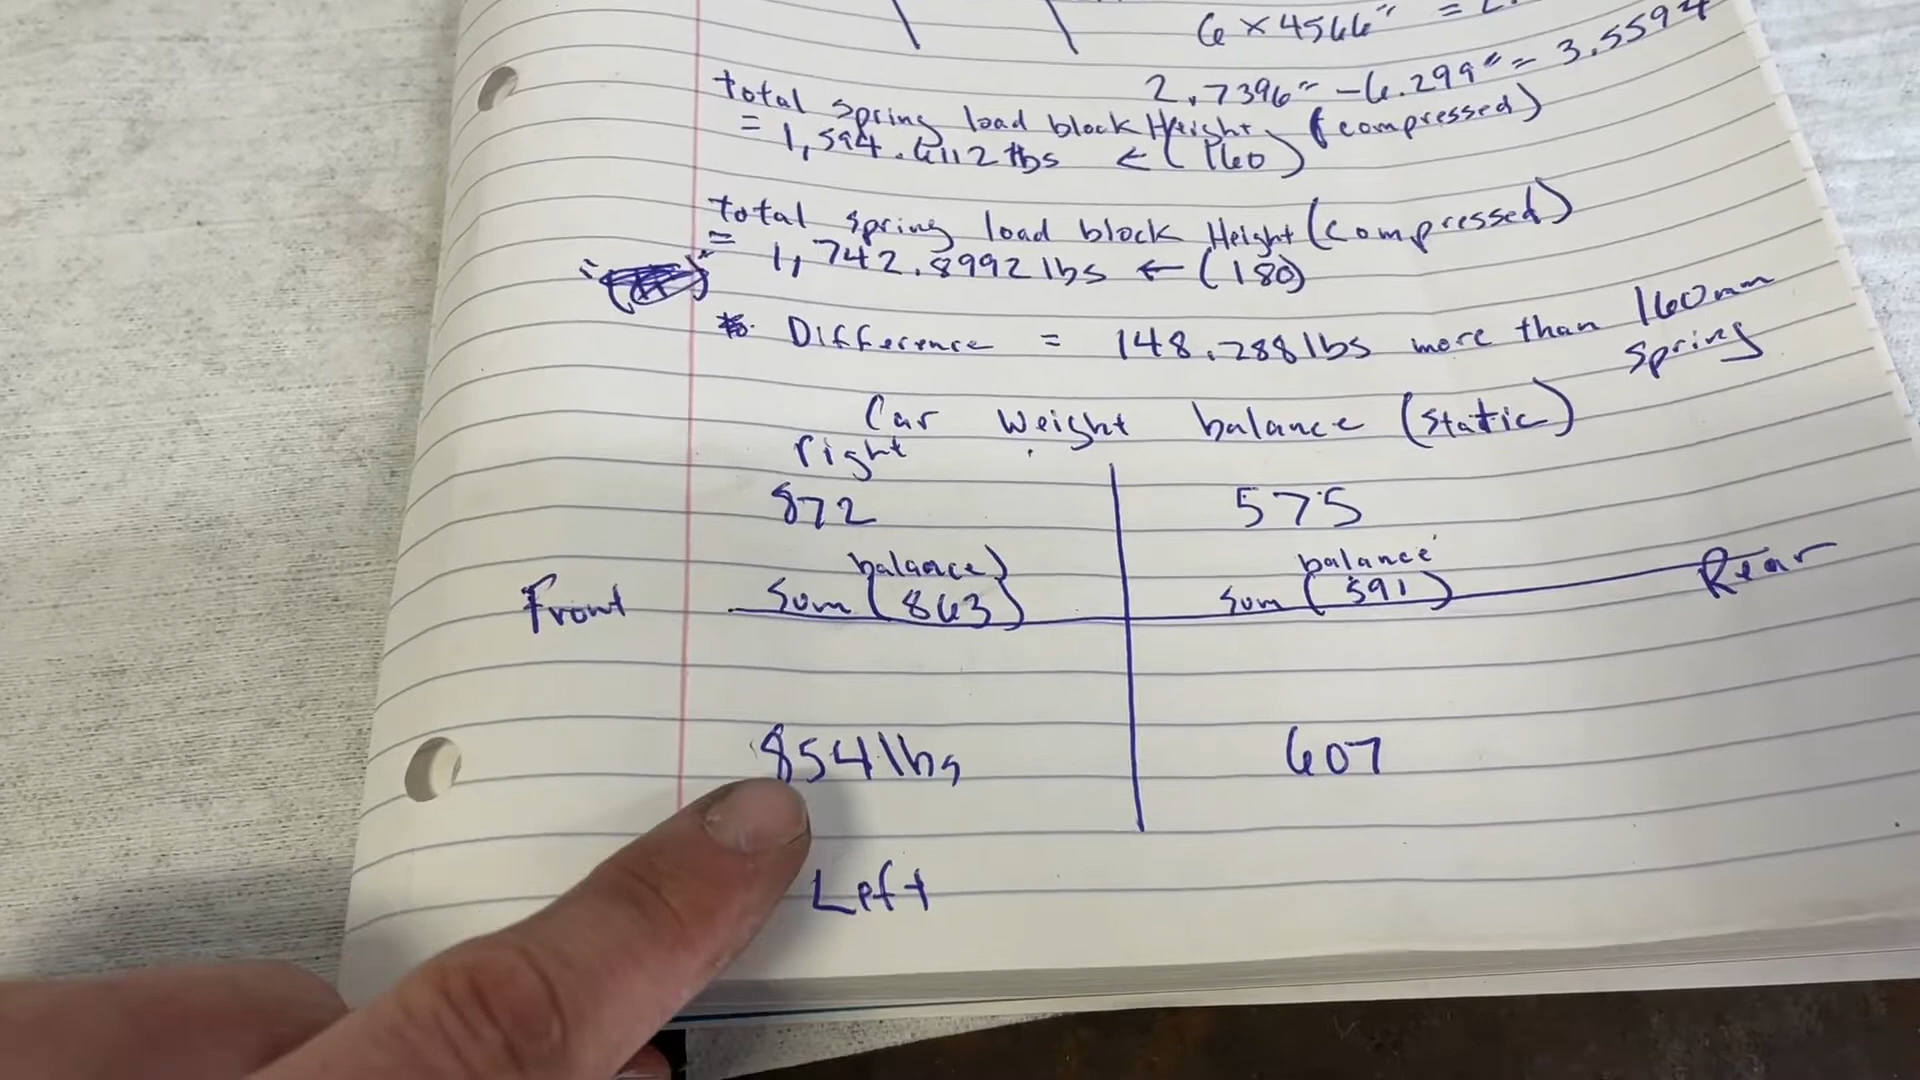 6 × 4566" =
2.7396" - 6.299" = 3.5594
total spring load block Height (compressed)
= 1,594.6112 lbs ← (160)
total spring load block Height (compressed)
= 1,742.8992 lbs ← (180)
Difference = 148.288 lbs more than 160mm
spring
Car Weight balance (static)
right
872 575
balance) balance
Front Sum (863) Sum (591) Rear
854 lbs 607
Left